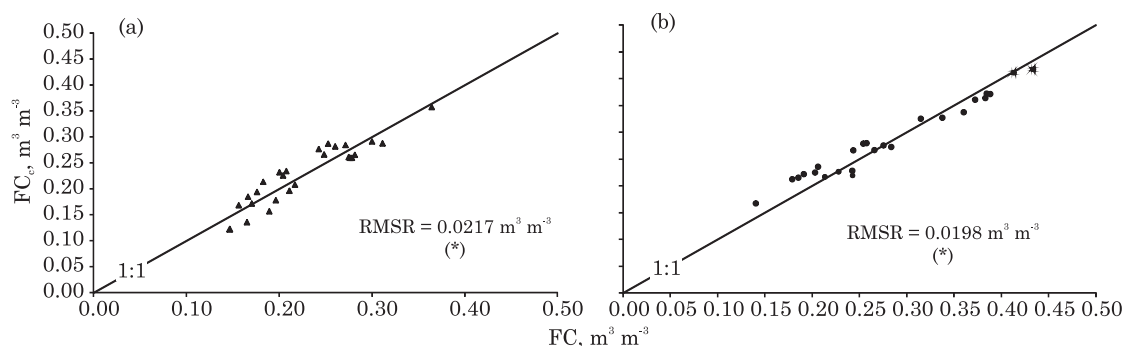 (a)
(b)
0.50
0.45
0.40
0.35
0.30
0.25
0.20
0.15
0.10
0.05
0.00
FCₑ, m³ m⁻³
RMSR = 0.0217 m³ m⁻³
(*)
1:1
RMSR = 0.0198 m³ m⁻³
(*)
1:1
0.00 0.10 0.20 0.30 0.40 0.50
0.00 0.05 0.10 0.15 0.20 0.25 0.30 0.35 0.40 0.45 0.50
FC, m³ m⁻³